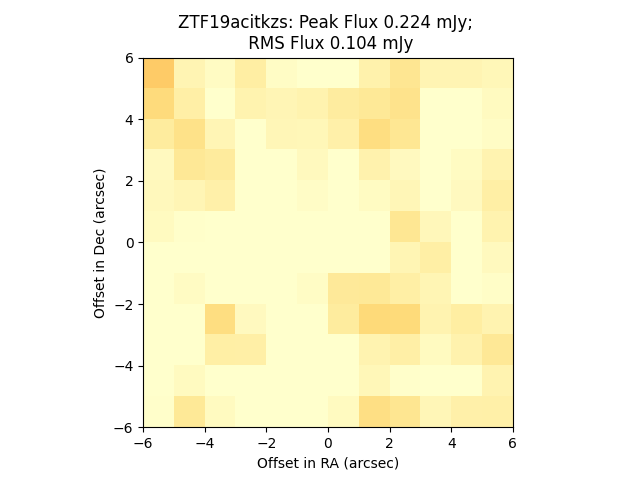 ZTF19acitkzs: Peak Flux 0.224 mJy;
RMS Flux 0.104 mJy
6
4
2
0
−2
−4
−6
Offset in Dec (arcsec)
−6 −4 −2 0 2 4 6
Offset in RA (arcsec)